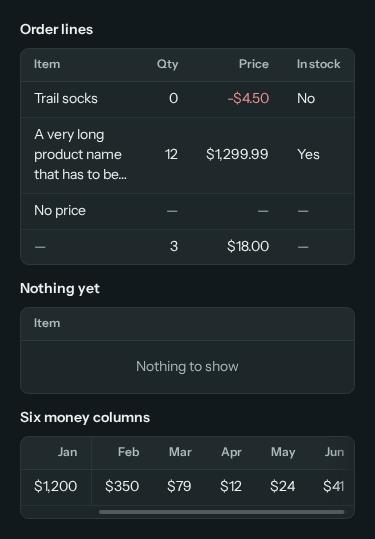 Order lines
Item Qty Price In stock
Trail socks 0 -$4.50 No
A very long
product name 12 $1,299.99 Yes
that has to be...
No price — — —
— 3 $18.00 —
Nothing yet
Item
Nothing to show
Six money columns
Jan Feb Mar Apr May Jun
$1,200 $350 $79 $12 $24 $41